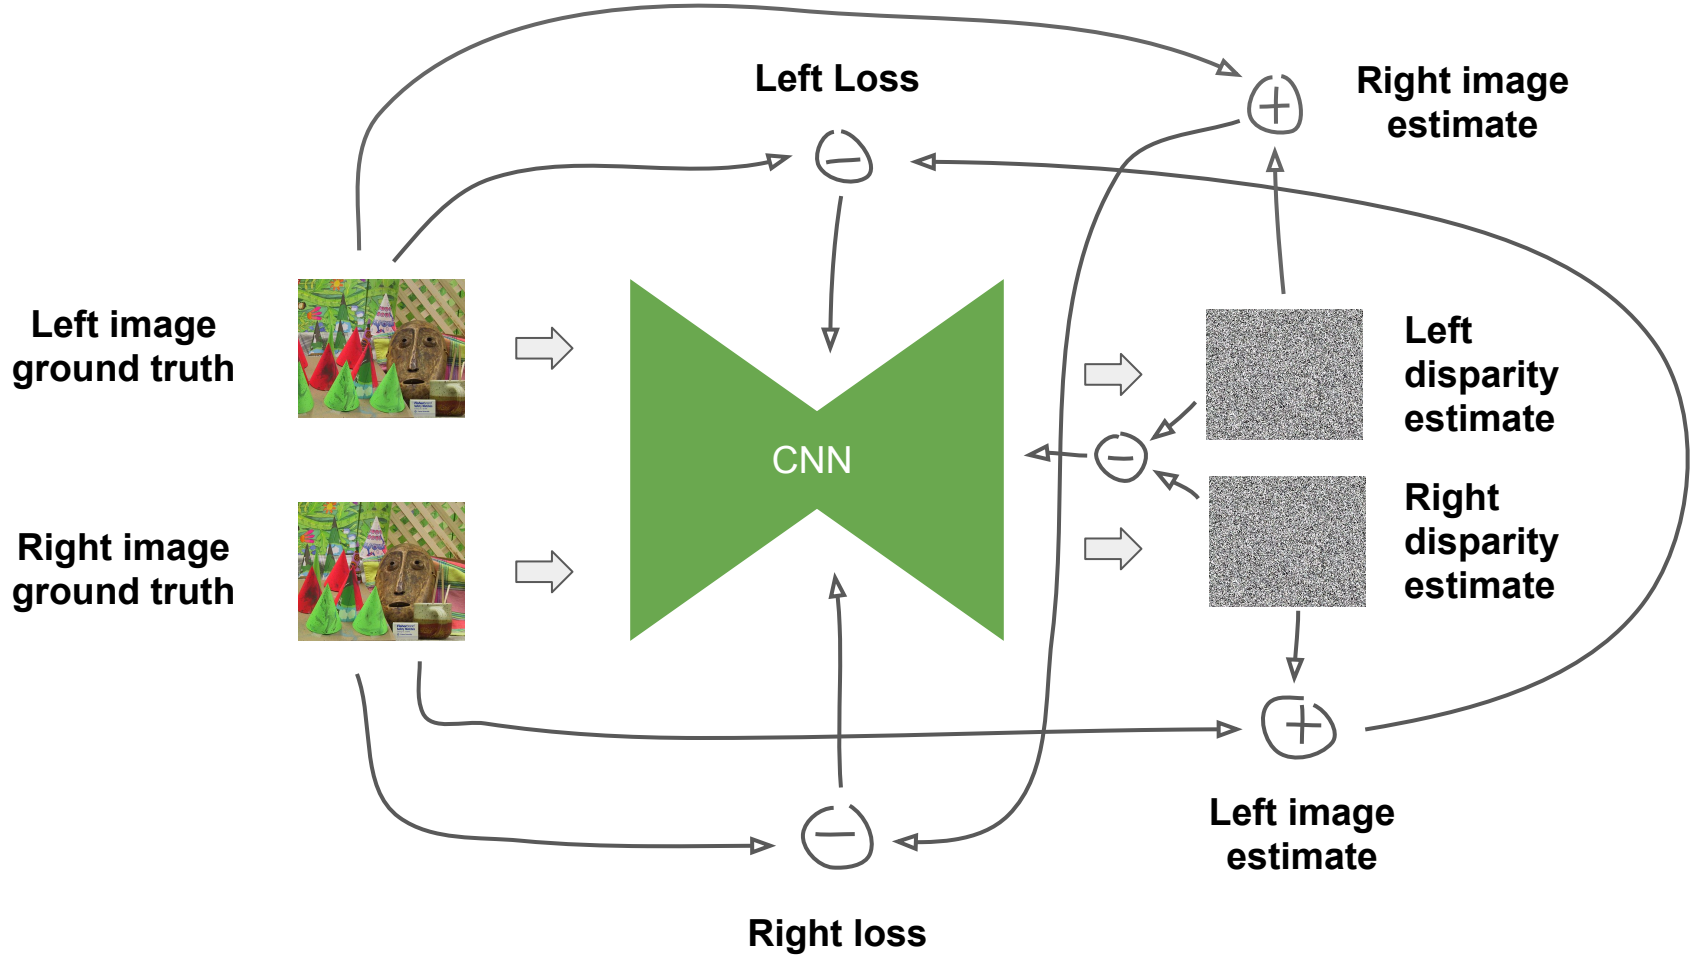 Left Loss
Right image
estimate
Left image
ground truth
Left
disparity
estimate
CNN
Right image
ground truth
Right
disparity
estimate
Left image
estimate
Right loss